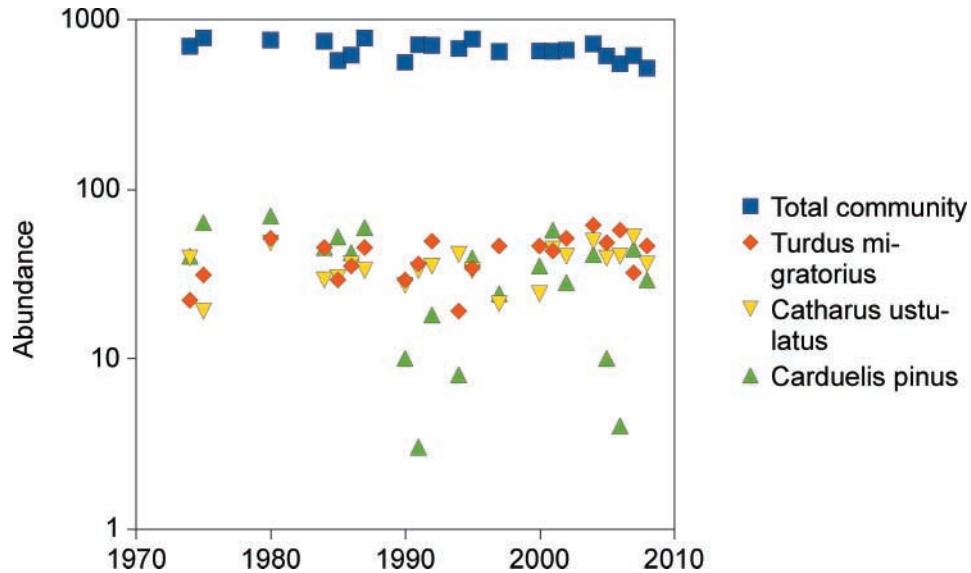 1000
100
10
1
Abundance
1970
1980
1990
2000
2010
Total community
Turdus mi-
gratorius
Catharus ustu-
latus
Carduelis pinus